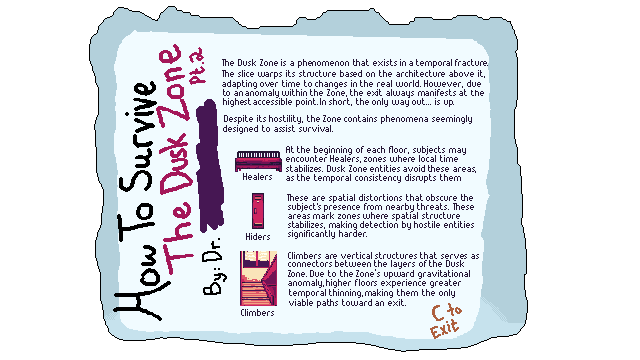 How To Survive
The Dusk Zone
Pt.2
By: Dr.
The Dusk Zone is a phenomenon that exists in a temporal fracture.
The slice warps its structure based on the architecture above it,
adapting over time to changes in the real world. However, due
to an anomaly within the Zone, the exit always manifests at the
highest accessible point. In short, the only way out... is up.
Despite its hostility, the Zone contains phenomena seemingly
designed to assist survival.
At the beginning of each floor, subjects may
encounter Healers, zones where local time
stabilizes. Dusk Zone entities avoid these areas,
as the temporal consistency disrupts them
Healers
These are spatial distortions that obscure the
subject's presence from nearby threats. These
areas mark zones where spatial structure
stabilizes, making detection by hostile entities
significantly harder.
Hiders
Climbers are vertical structures that serves as
connectors between the layers of the Dusk
Zone. Due to the Zone's upward gravitational
anomaly, higher floors experience greater
temporal thinning, making them the only
viable paths toward an exit.
Climbers
C to
Exit